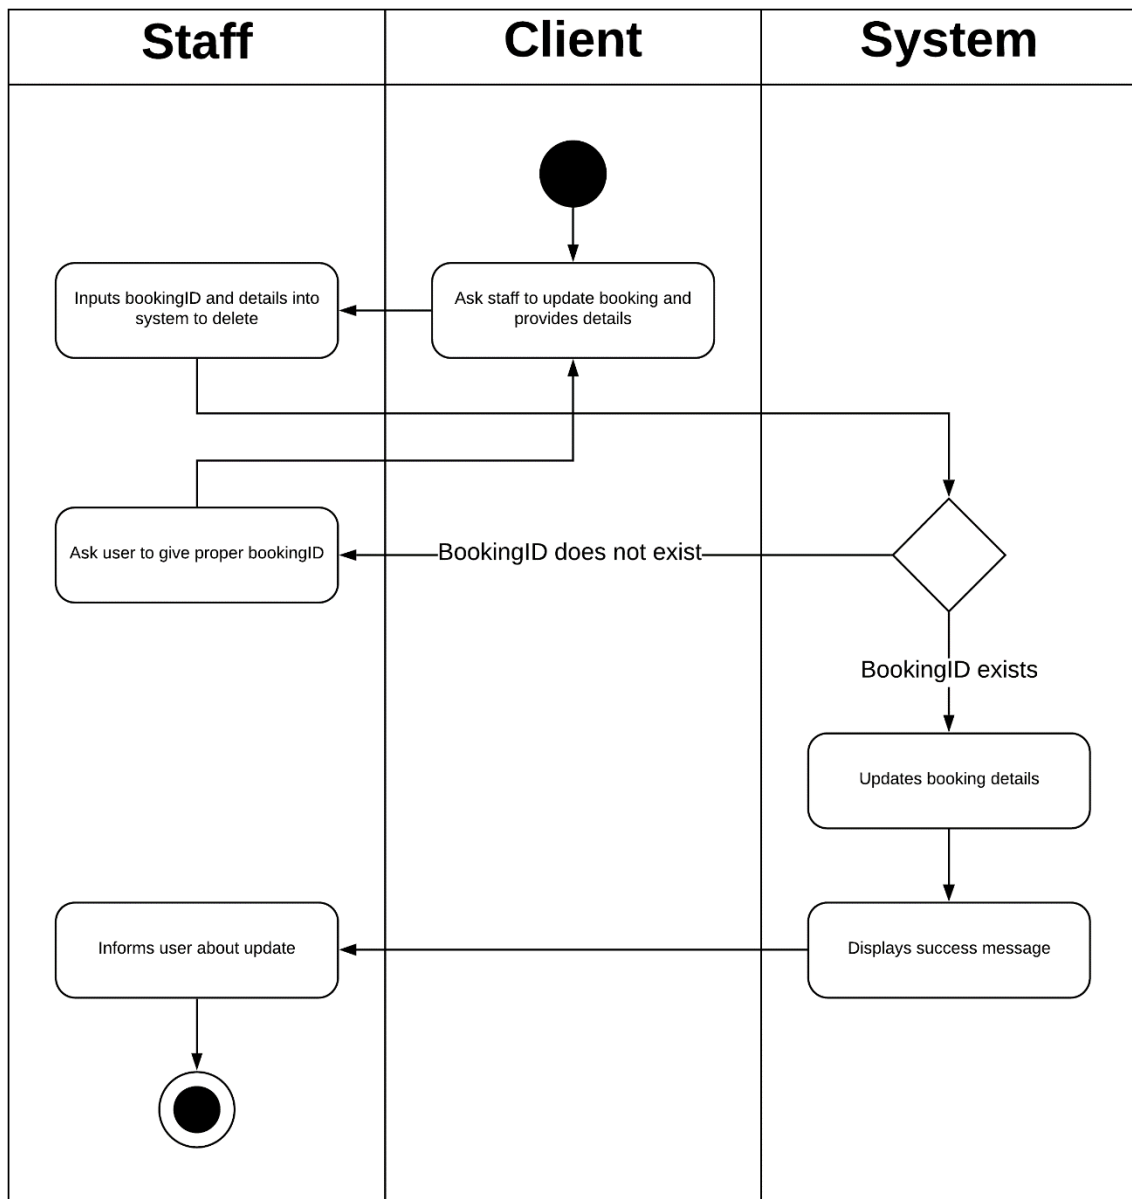 Staff
Client
System
Inputs bookingID and details into
system to delete
Ask staff to update booking and
provides details
Ask user to give proper bookingID
BookingID does not exist
BookingID exists
Updates booking details
Informs user about update
Displays success message